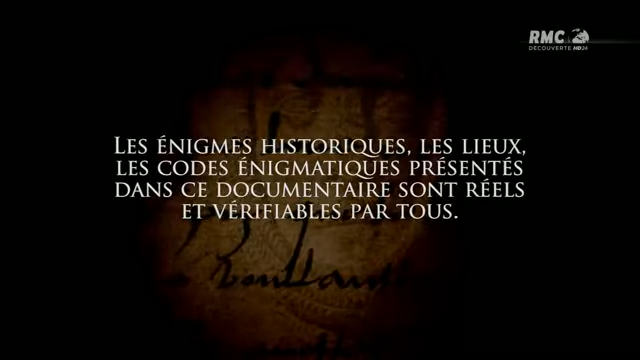 RMC
DÉCOUVERTE HD24
LES ÉNIGMES HISTORIQUES, LES LIEUX,
LES CODES ÉNIGMATIQUES PRÉSENTÉS
DANS CE DOCUMENTAIRE SONT RÉELS
ET VÉRIFIABLES PAR TOUS.